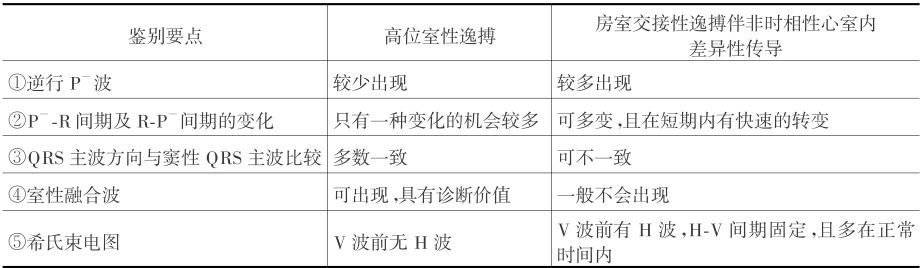 鉴别要点 高位室性逸搏 房室交接性逸搏伴非时相性心室内
差异性传导
①逆行 P⁻波 较少出现 较多出现
②P⁻-R 间期及 R-P⁻间期的变化 只有一种变化的机会较多 可多变,且在短期内有快速的转变
③QRS 主波方向与窦性 QRS 主波比较 多数一致 可不一致
④室性融合波 可出现,具有诊断价值 一般不会出现
⑤希氏束电图 V 波前无 H 波 V 波前有 H 波,H-V 间期固定,且多在正常
时间内